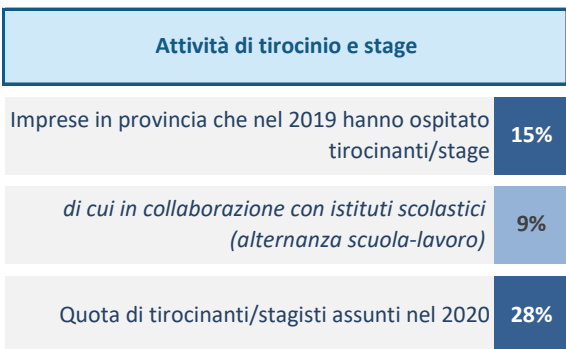 Attività di tirocinio e stage
Imprese in provincia che nel 2019 hanno ospitato
tirocinanti/stage
15%
di cui in collaborazione con istituti scolastici
(alternanza scuola-lavoro)
9%
Quota di tirocinanti/stagisti assunti nel 2020
28%